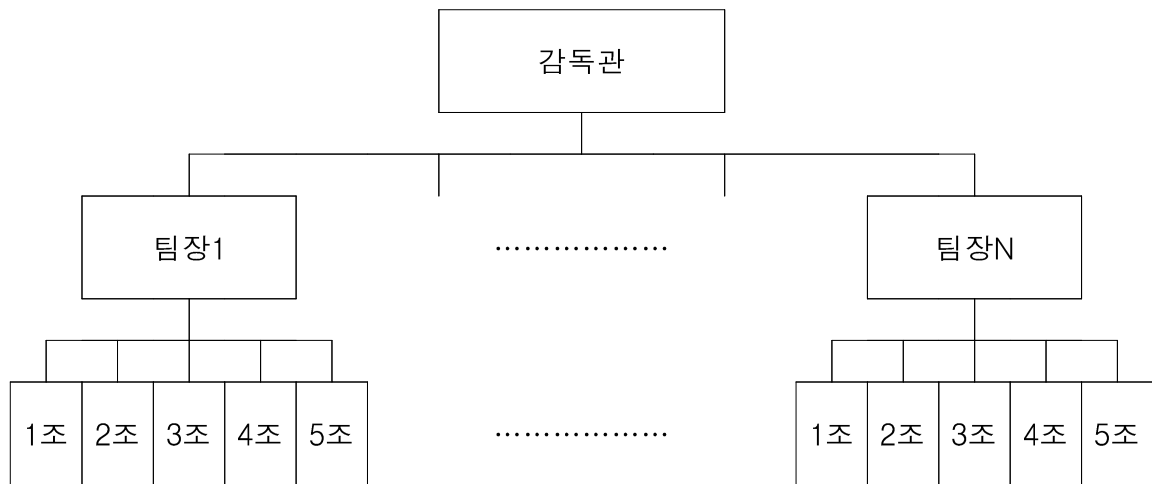 감독관
팀장1 ……………… 팀장N
1조 2조 3조 4조 5조 ……………… 1조 2조 3조 4조 5조